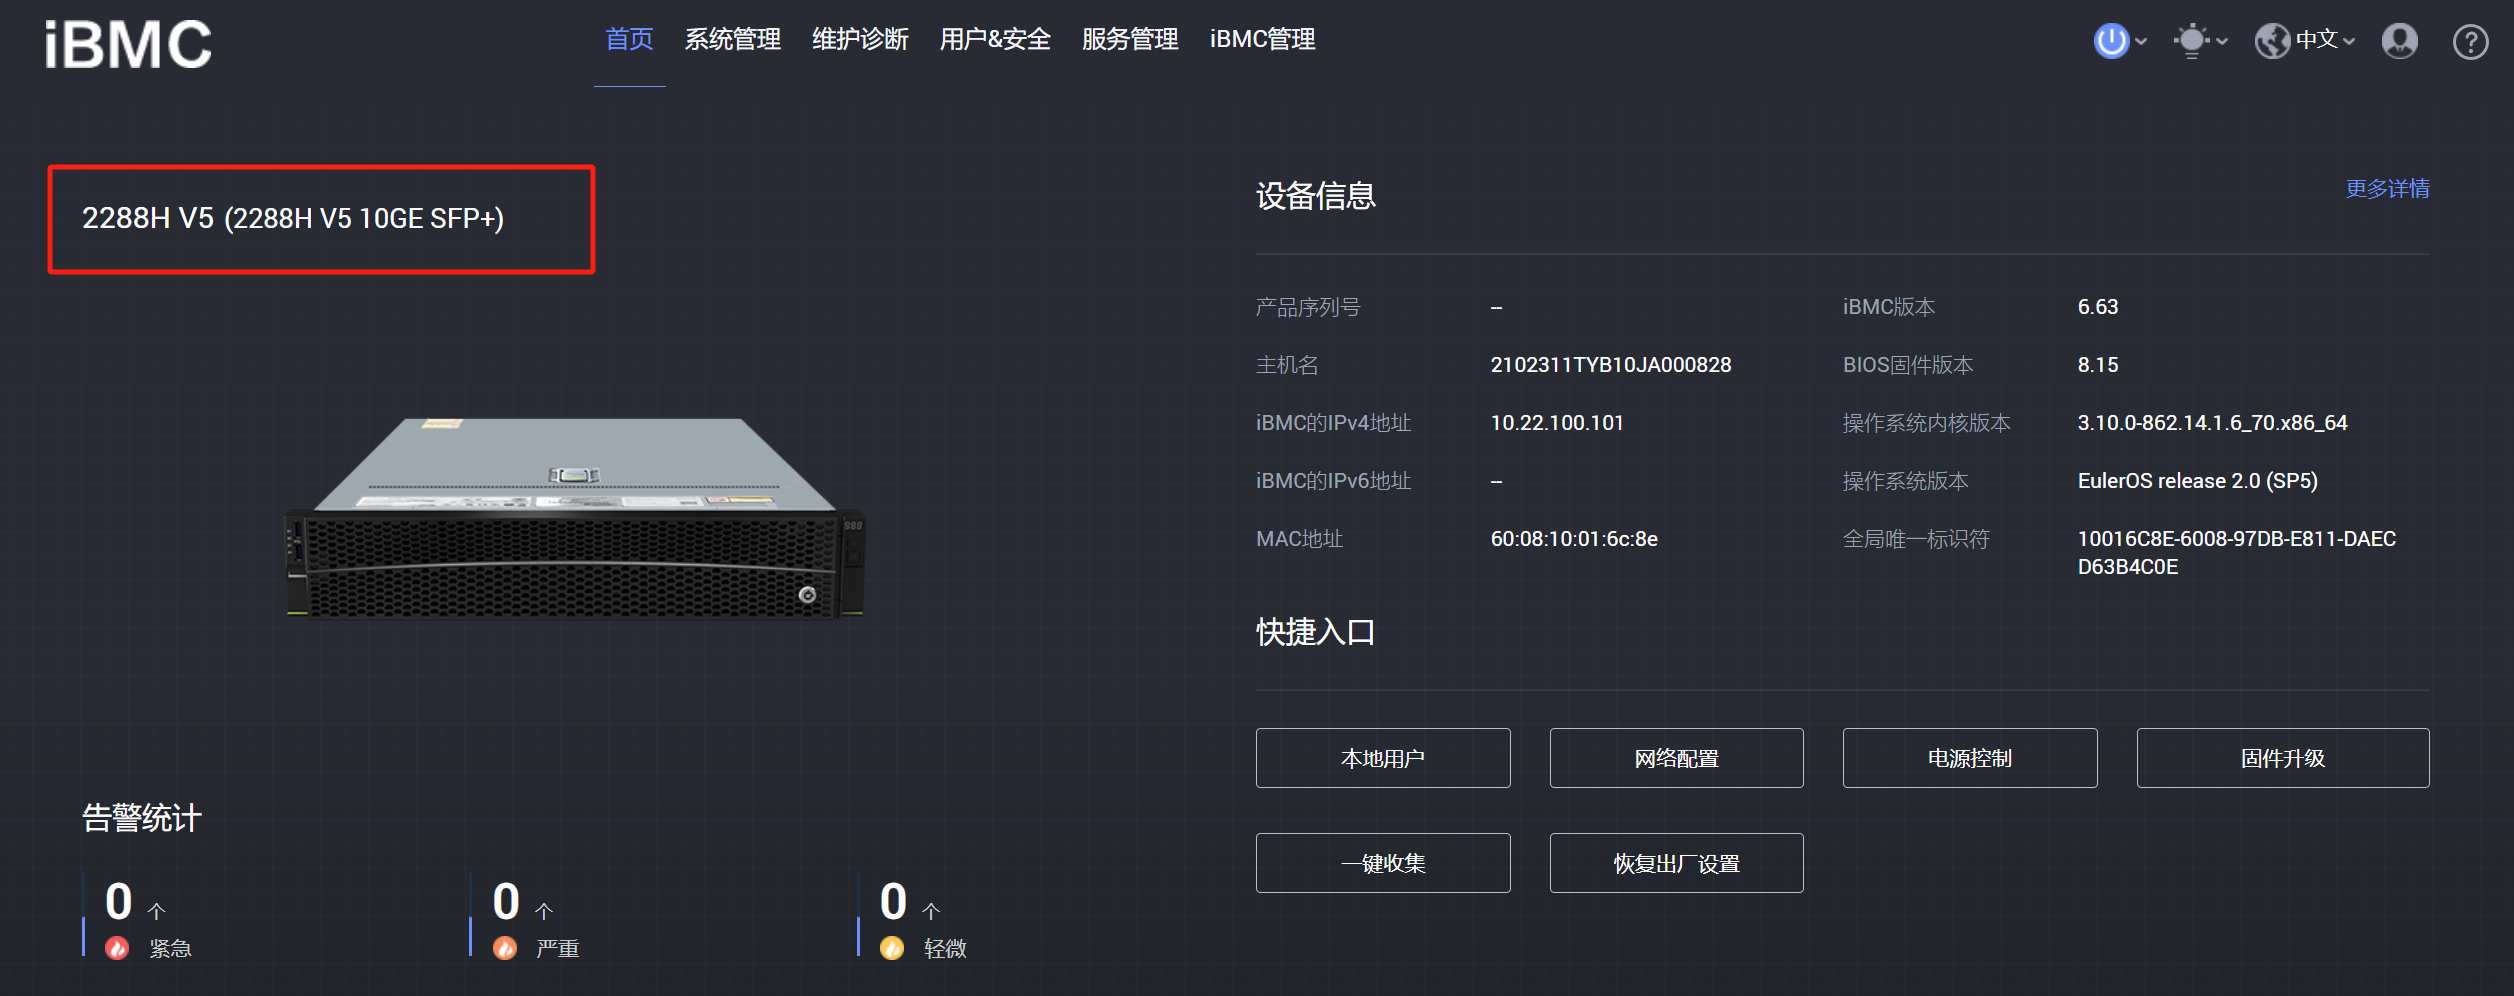 iBMC
首页 系统管理 维护诊断 用户&安全 服务管理 iBMC管理
中文
2288H V5 (2288H V5 10GE SFP+)
设备信息
更多详情
产品序列号 -- iBMC版本 6.63
主机名 2102311TYB10JA000828 BIOS固件版本 8.15
iBMC的IPv4地址 10.22.100.101 操作系统内核版本 3.10.0-862.14.1.6_70.x86_64
iBMC的IPv6地址 -- 操作系统版本 EulerOS release 2.0 (SP5)
MAC地址 60:08:10:01:6c:8e 全局唯一标识符 10016C8E-6008-97DB-E811-DAEC
D63B4C0E
快捷入口
本地用户 网络配置 电源控制 固件升级
一键收集 恢复出厂设置
告警统计
0 个 0 个 0 个
紧急 严重 轻微